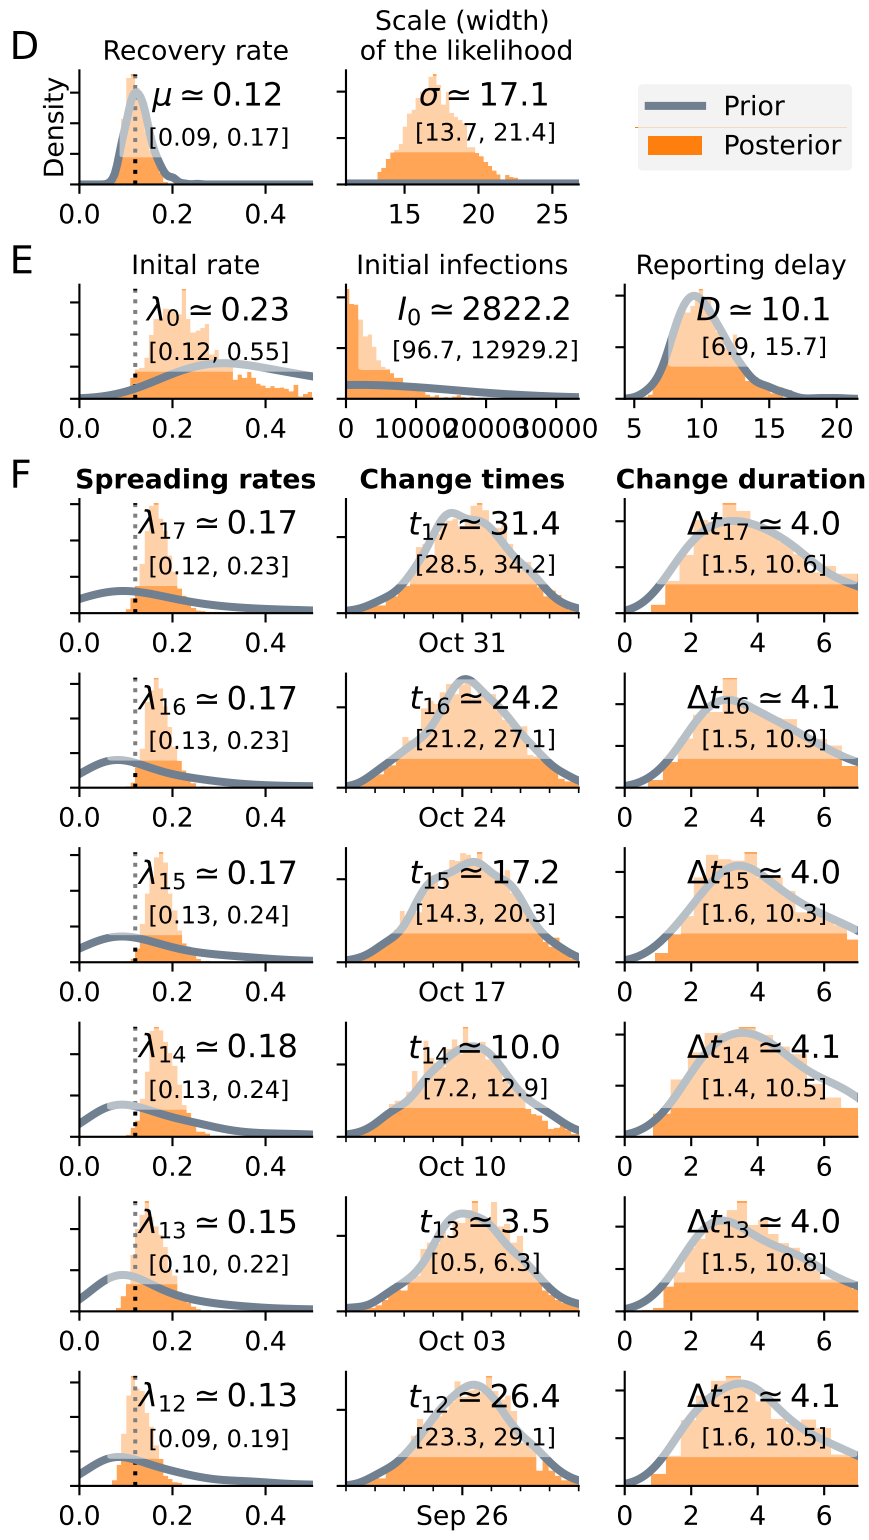 D
Recovery rate
Scale (width)
of the likelihood
Density
μ ≃ 0.12
[0.09, 0.17]
0.0 0.2 0.4
σ ≃ 17.1
[13.7, 21.4]
15 20 25
Prior
Posterior
E
Inital rate
Initial infections
Reporting delay
λ0 ≃ 0.23
[0.12, 0.55]
0.0 0.2 0.4
I0 ≃ 2822.2
[96.7, 12929.2]
0 10000 20000 30000
D ≃ 10.1
[6.9, 15.7]
5 10 15 20
F
Spreading rates
Change times
Change duration
λ17 ≃ 0.17
[0.12, 0.23]
0.0 0.2 0.4
t17 ≃ 31.4
[28.5, 34.2]
Oct 31
Δt17 ≃ 4.0
[1.5, 10.6]
0 2 4 6
λ16 ≃ 0.17
[0.13, 0.23]
0.0 0.2 0.4
t16 ≃ 24.2
[21.2, 27.1]
Oct 24
Δt16 ≃ 4.1
[1.5, 10.9]
0 2 4 6
λ15 ≃ 0.17
[0.13, 0.24]
0.0 0.2 0.4
t15 ≃ 17.2
[14.3, 20.3]
Oct 17
Δt15 ≃ 4.0
[1.6, 10.3]
0 2 4 6
λ14 ≃ 0.18
[0.13, 0.24]
0.0 0.2 0.4
t14 ≃ 10.0
[7.2, 12.9]
Oct 10
Δt14 ≃ 4.1
[1.4, 10.5]
0 2 4 6
λ13 ≃ 0.15
[0.10, 0.22]
0.0 0.2 0.4
t13 ≃ 3.5
[0.5, 6.3]
Oct 03
Δt13 ≃ 4.0
[1.5, 10.8]
0 2 4 6
λ12 ≃ 0.13
[0.09, 0.19]
0.0 0.2 0.4
t12 ≃ 26.4
[23.3, 29.1]
Sep 26
Δt12 ≃ 4.1
[1.6, 10.5]
0 2 4 6